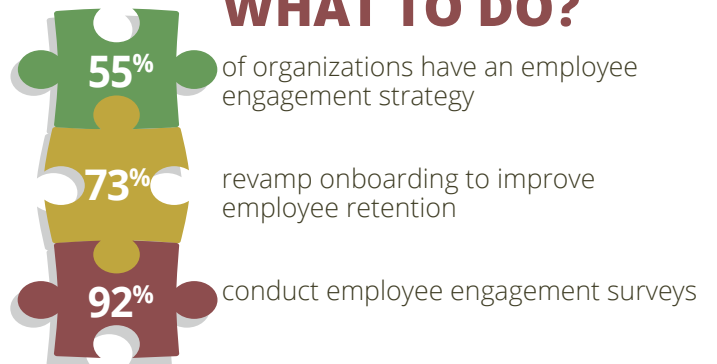 WHAT TO DO?
55%
of organizations have an employee
engagement strategy
73%
revamp onboarding to improve
employee retention
92%
conduct employee engagement surveys